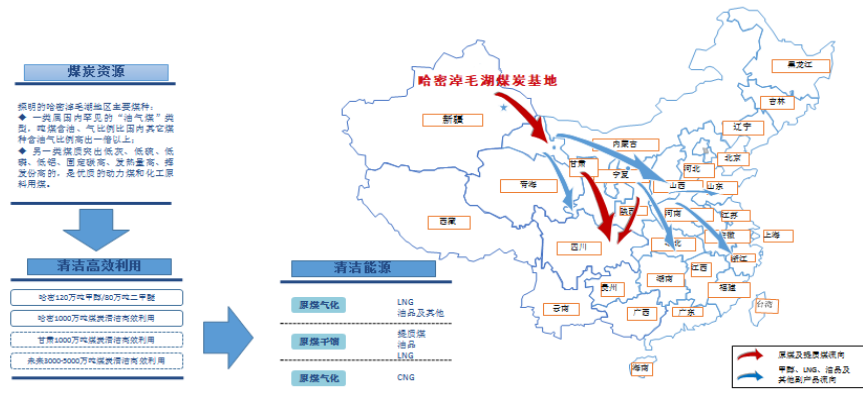 煤炭资源
探明的哈密淖毛湖地区主要煤种：
◆ 一类属国内罕见的“油气煤”类
型，吨煤含油、气比例比国内其它煤
种含油气比例高出一倍以上；
◆ 另一类煤质突出低灰、低硫、低
磷、低铝、固定碳高、发热量高、挥
发份高的，是优质的动力煤和化工原
料用煤。
清洁高效利用
哈密120万吨甲醇/80万吨二甲醚
哈密1000万吨煤炭清洁高效利用
甘肃1000万吨煤炭清洁高效利用
未来3000-5000万吨煤炭清洁高效利用
清洁能源
原煤气化
LNG
油品及其他
原煤干馏
提质煤
油品
LNG
原煤气化
CNG
哈密淖毛湖煤炭基地
黑龙江
吉林
辽宁
新疆
内蒙古
北京
甘肃
宁夏
河北
青海
山西
山东
陕西
河南
江苏
西藏
安徽
上海
四川
湖北
浙江
湖南
江西
贵州
福建
云南
广西
广东
台湾
海南
原煤及提质煤流向
甲醇、LNG、油品及
其他副产品流向